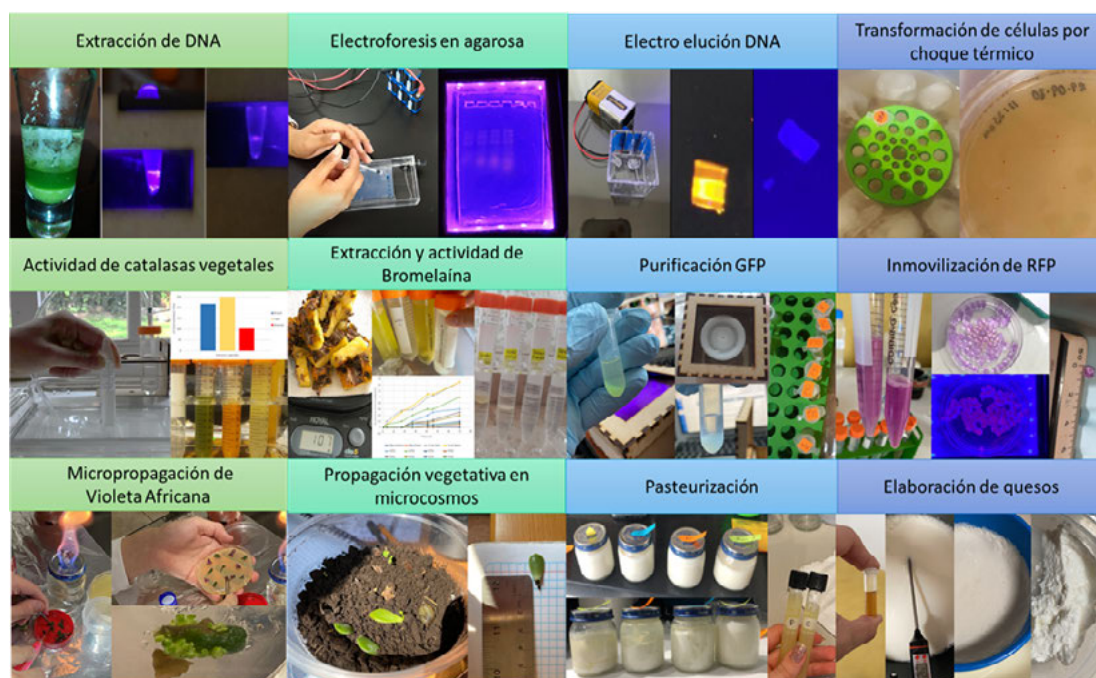 Extracción de DNA
Electroforesis en agarosa
Electro elución DNA
Transformación de células por
choque térmico
Actividad de catalasas vegetales
Extracción y actividad de
Bromelaína
Purificación GFP
Inmovilización de RFP
ROYAL
101
Micropropagación de
Violeta Africana
Propagación vegetativa en
microcosmos
Pasteurización
Elaboración de quesos